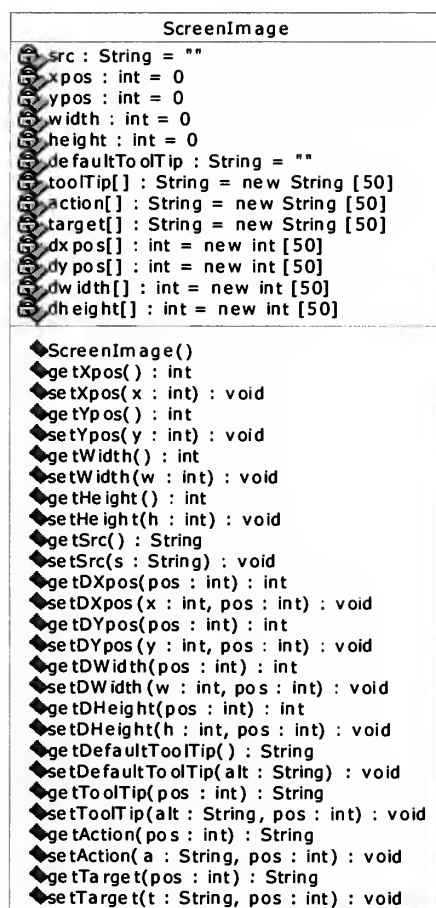 ScreenImage
src : String = ""
xpos : int = 0
ypos : int = 0
width : int = 0
height : int = 0
defaultToolTip : String = ""
toolTip[] : String = new String [50]
action[] : String = new String [50]
target[] : String = new String [50]
dxpos[] : int = new int [50]
dypos[] : int = new int [50]
dwidth[] : int = new int [50]
dheight[] : int = new int [50]
ScreenImage()
getXpos() : int
setXpos(x : int) : void
getYpos() : int
setYpos(y : int) : void
getWidth() : int
setWidth(w : int) : void
getHeight() : int
setHeight(h : int) : void
getSrc() : String
setSrc(s : String) : void
getDXpos(pos : int) : int
setDXpos(x : int, pos : int) : void
getDYpos(pos : int) : int
setDYpos(y : int, pos : int) : void
getDWidth(pos : int) : int
setDWidth(w : int, pos : int) : void
getDHeight(pos : int) : int
setDHeight(h : int, pos : int) : void
getDefaultToolTip() : String
setDefaultToolTip(alt : String) : void
getToolTip(pos : int) : String
setToolTip(alt : String, pos : int) : void
getAction(pos : int) : String
setAction(a : String, pos : int) : void
getTarget(pos : int) : String
setTarget(t : String, pos : int) : void